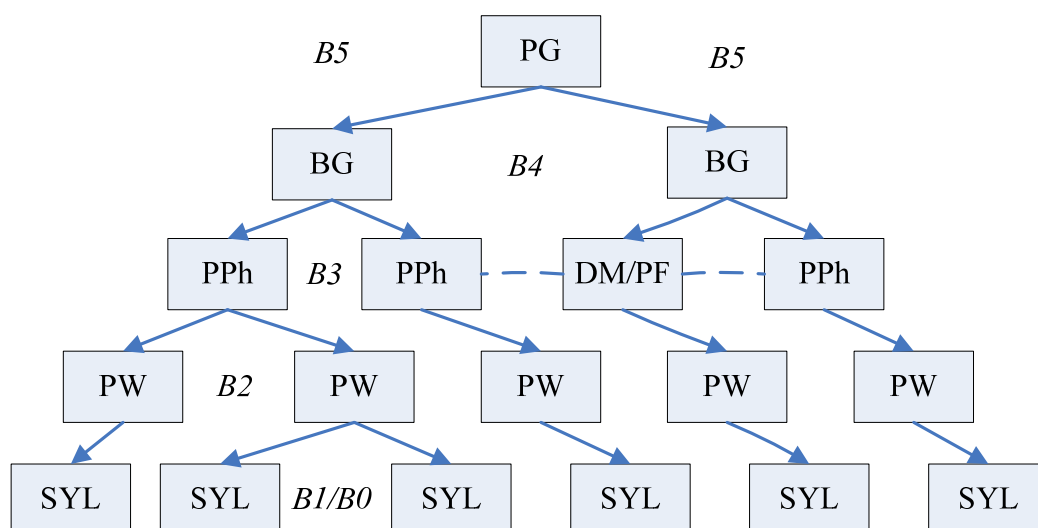 B5 PG B5
BG B4 BG
PPh B3 PPh DM/PF PPh
PW B2 PW PW PW PW
SYL SYL B1/B0 SYL SYL SYL SYL